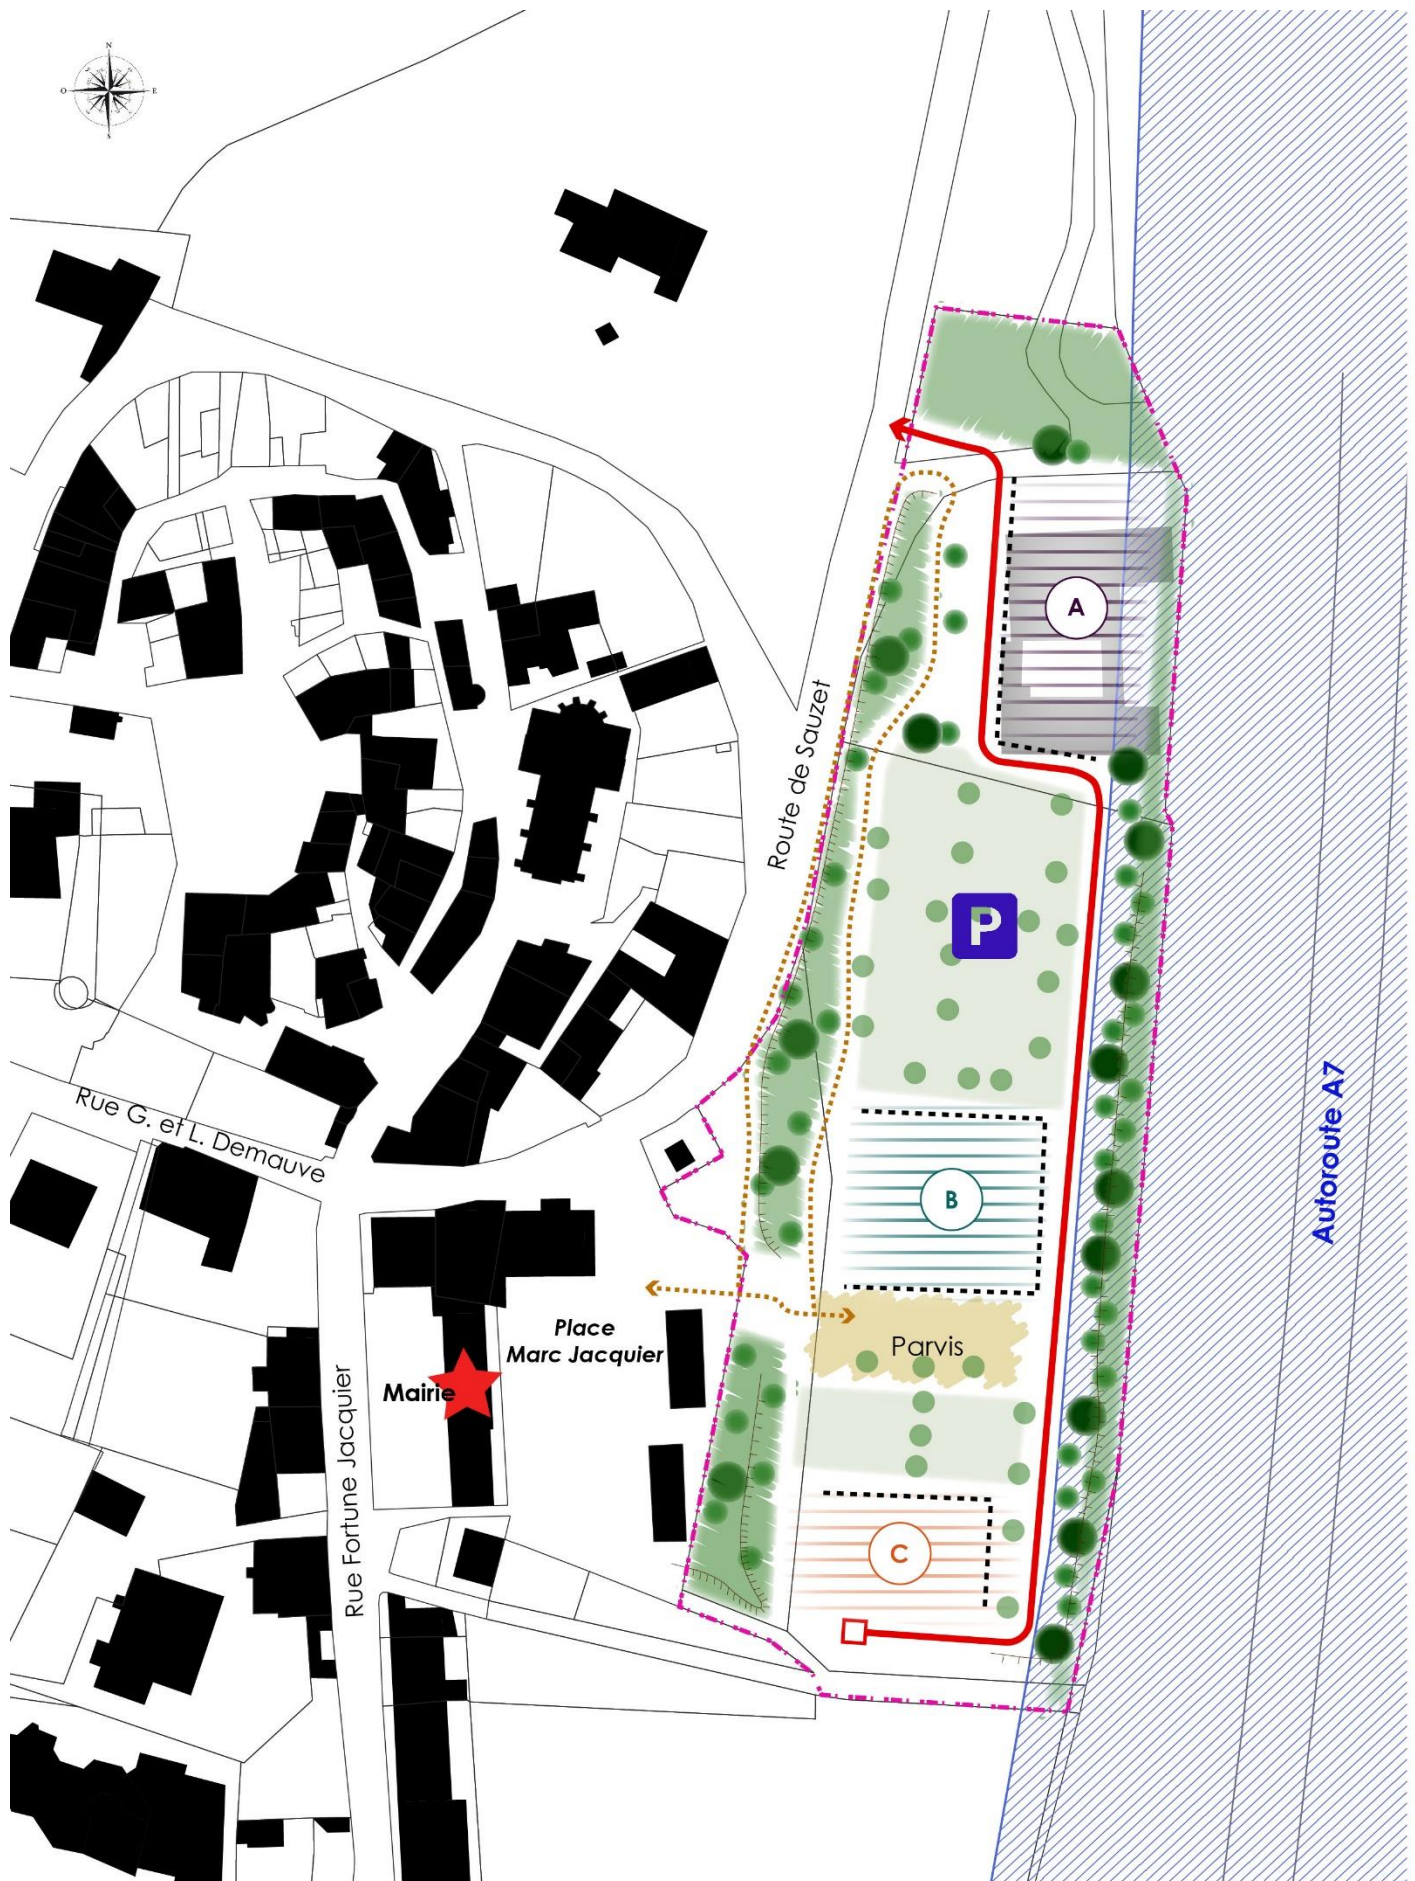 N
O
E
S
A
Route de Sauzet
P
Autoroute A7
Rue G. et L. Demauve
B
Place
Marc Jacquier
Parvis
Mairie
Rue Fortune Jacquier
C